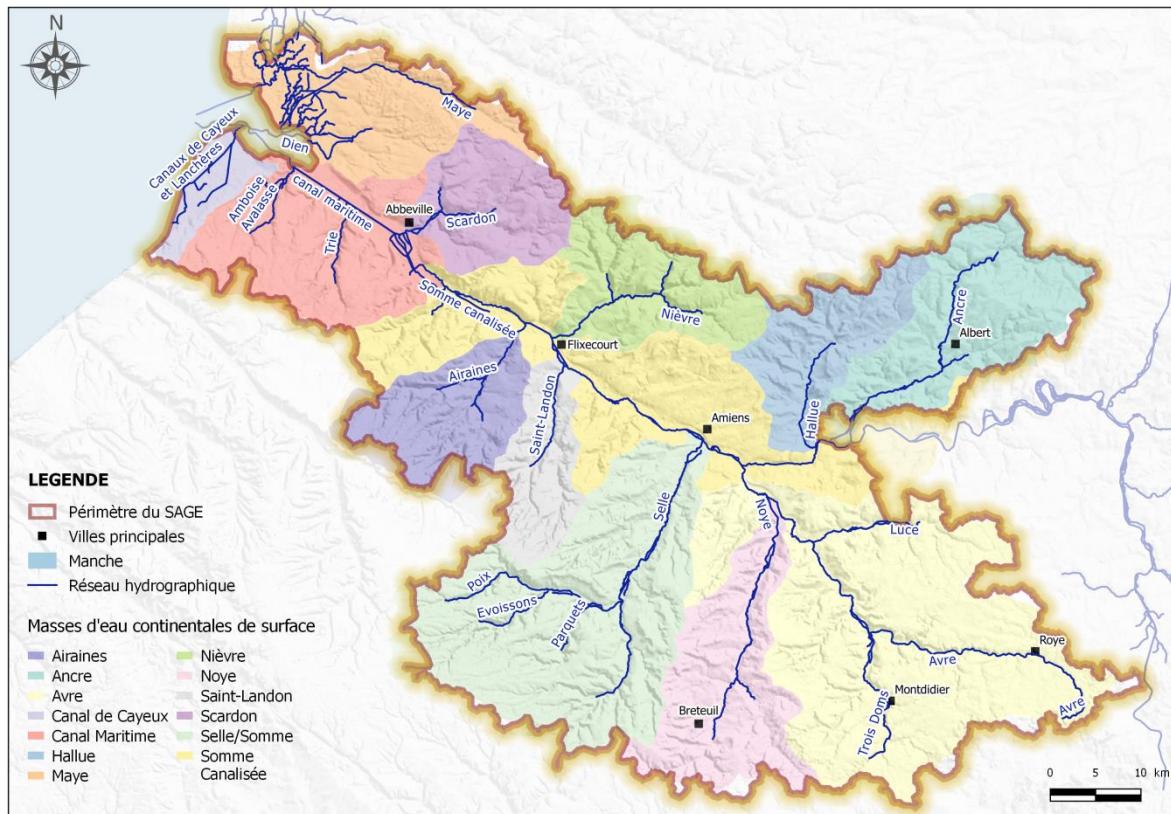 N
Maye
Dien
Canaux de Cayeux
et Lanchères
Amboise
Avalasse
canal maritime
Trie
Abbeville
Scardon
Somme canalisée
Nièvre
Flixecourt
Airaines
Saint-Landon
Ancre
Albert
Hallue
Amiens
Selle
Noye
Luce
Poix
Evoissons
Parquets
Avre
Roye
Avre
Montdidier
Trois Doms
Breteuil
LEGENDE
Périmètre du SAGE
Villes principales
Manche
Réseau hydrographique
Masses d'eau continentales de surface
Airaines
Ancre
Avre
Canal de Cayeux
Canal Maritime
Hallue
Maye
Nièvre
Noye
Saint-Landon
Scardon
Selle/Somme
Somme
Canalisée
0 5 10 km